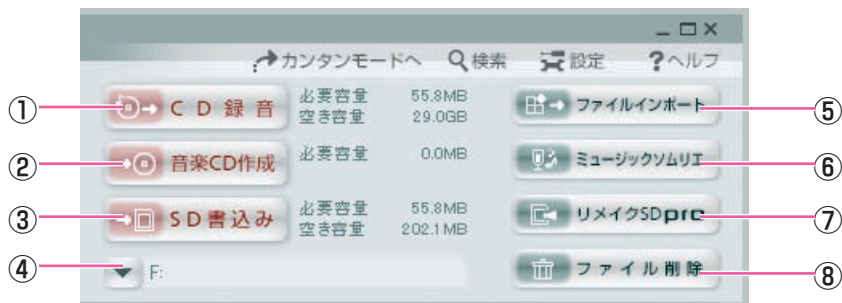 カンタンモードへ 検索 設定 ?ヘルプ
① CD録音 必要容量 55.8MB
空き容量 29.0GB
② 音楽CD作成 必要容量 0.0MB
③ SD書込み 必要容量 55.8MB
空き容量 202.1MB
④ F:
ファイルインポート ⑤
ミュージックソムリエ ⑥
リメイクSDpro ⑦
ファイル削除 ⑧